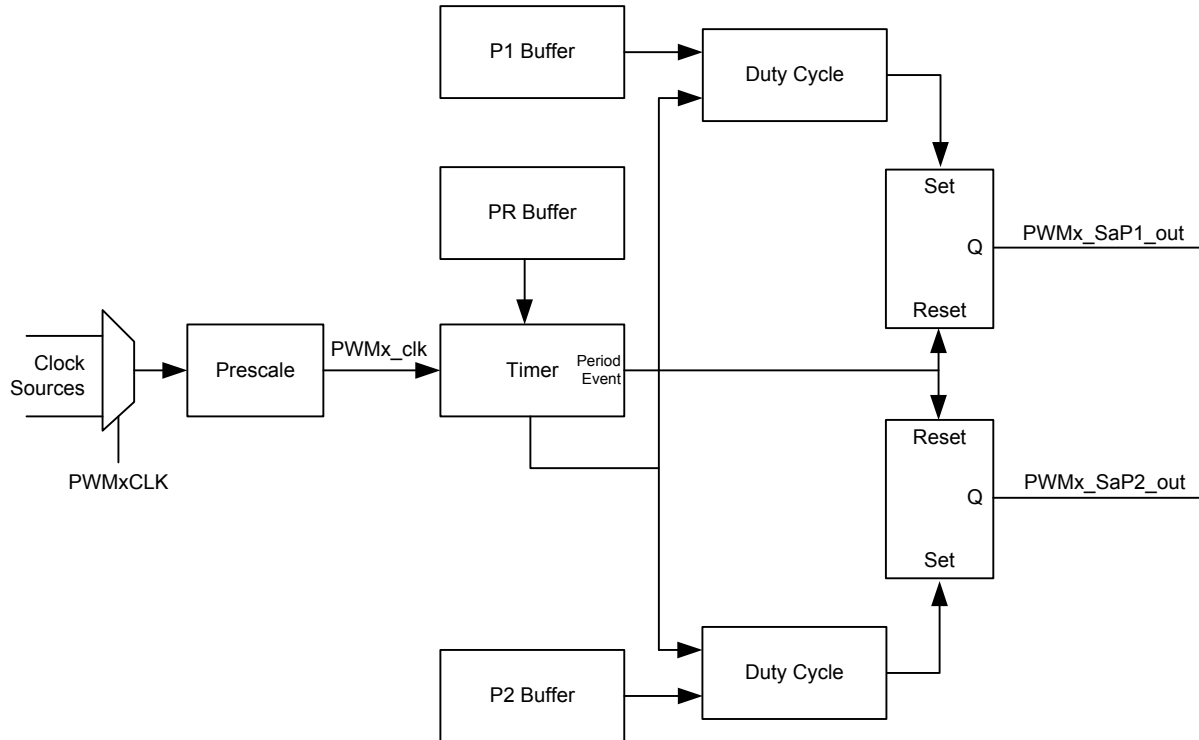 P1 Buffer
Duty Cycle
PR Buffer
Set
Q
Reset
PWMx_SaP1_out
Clock
Sources
PWMxCLK
Prescale
PWMx_clk
Timer
Period
Event
Reset
Q
Set
PWMx_SaP2_out
P2 Buffer
Duty Cycle